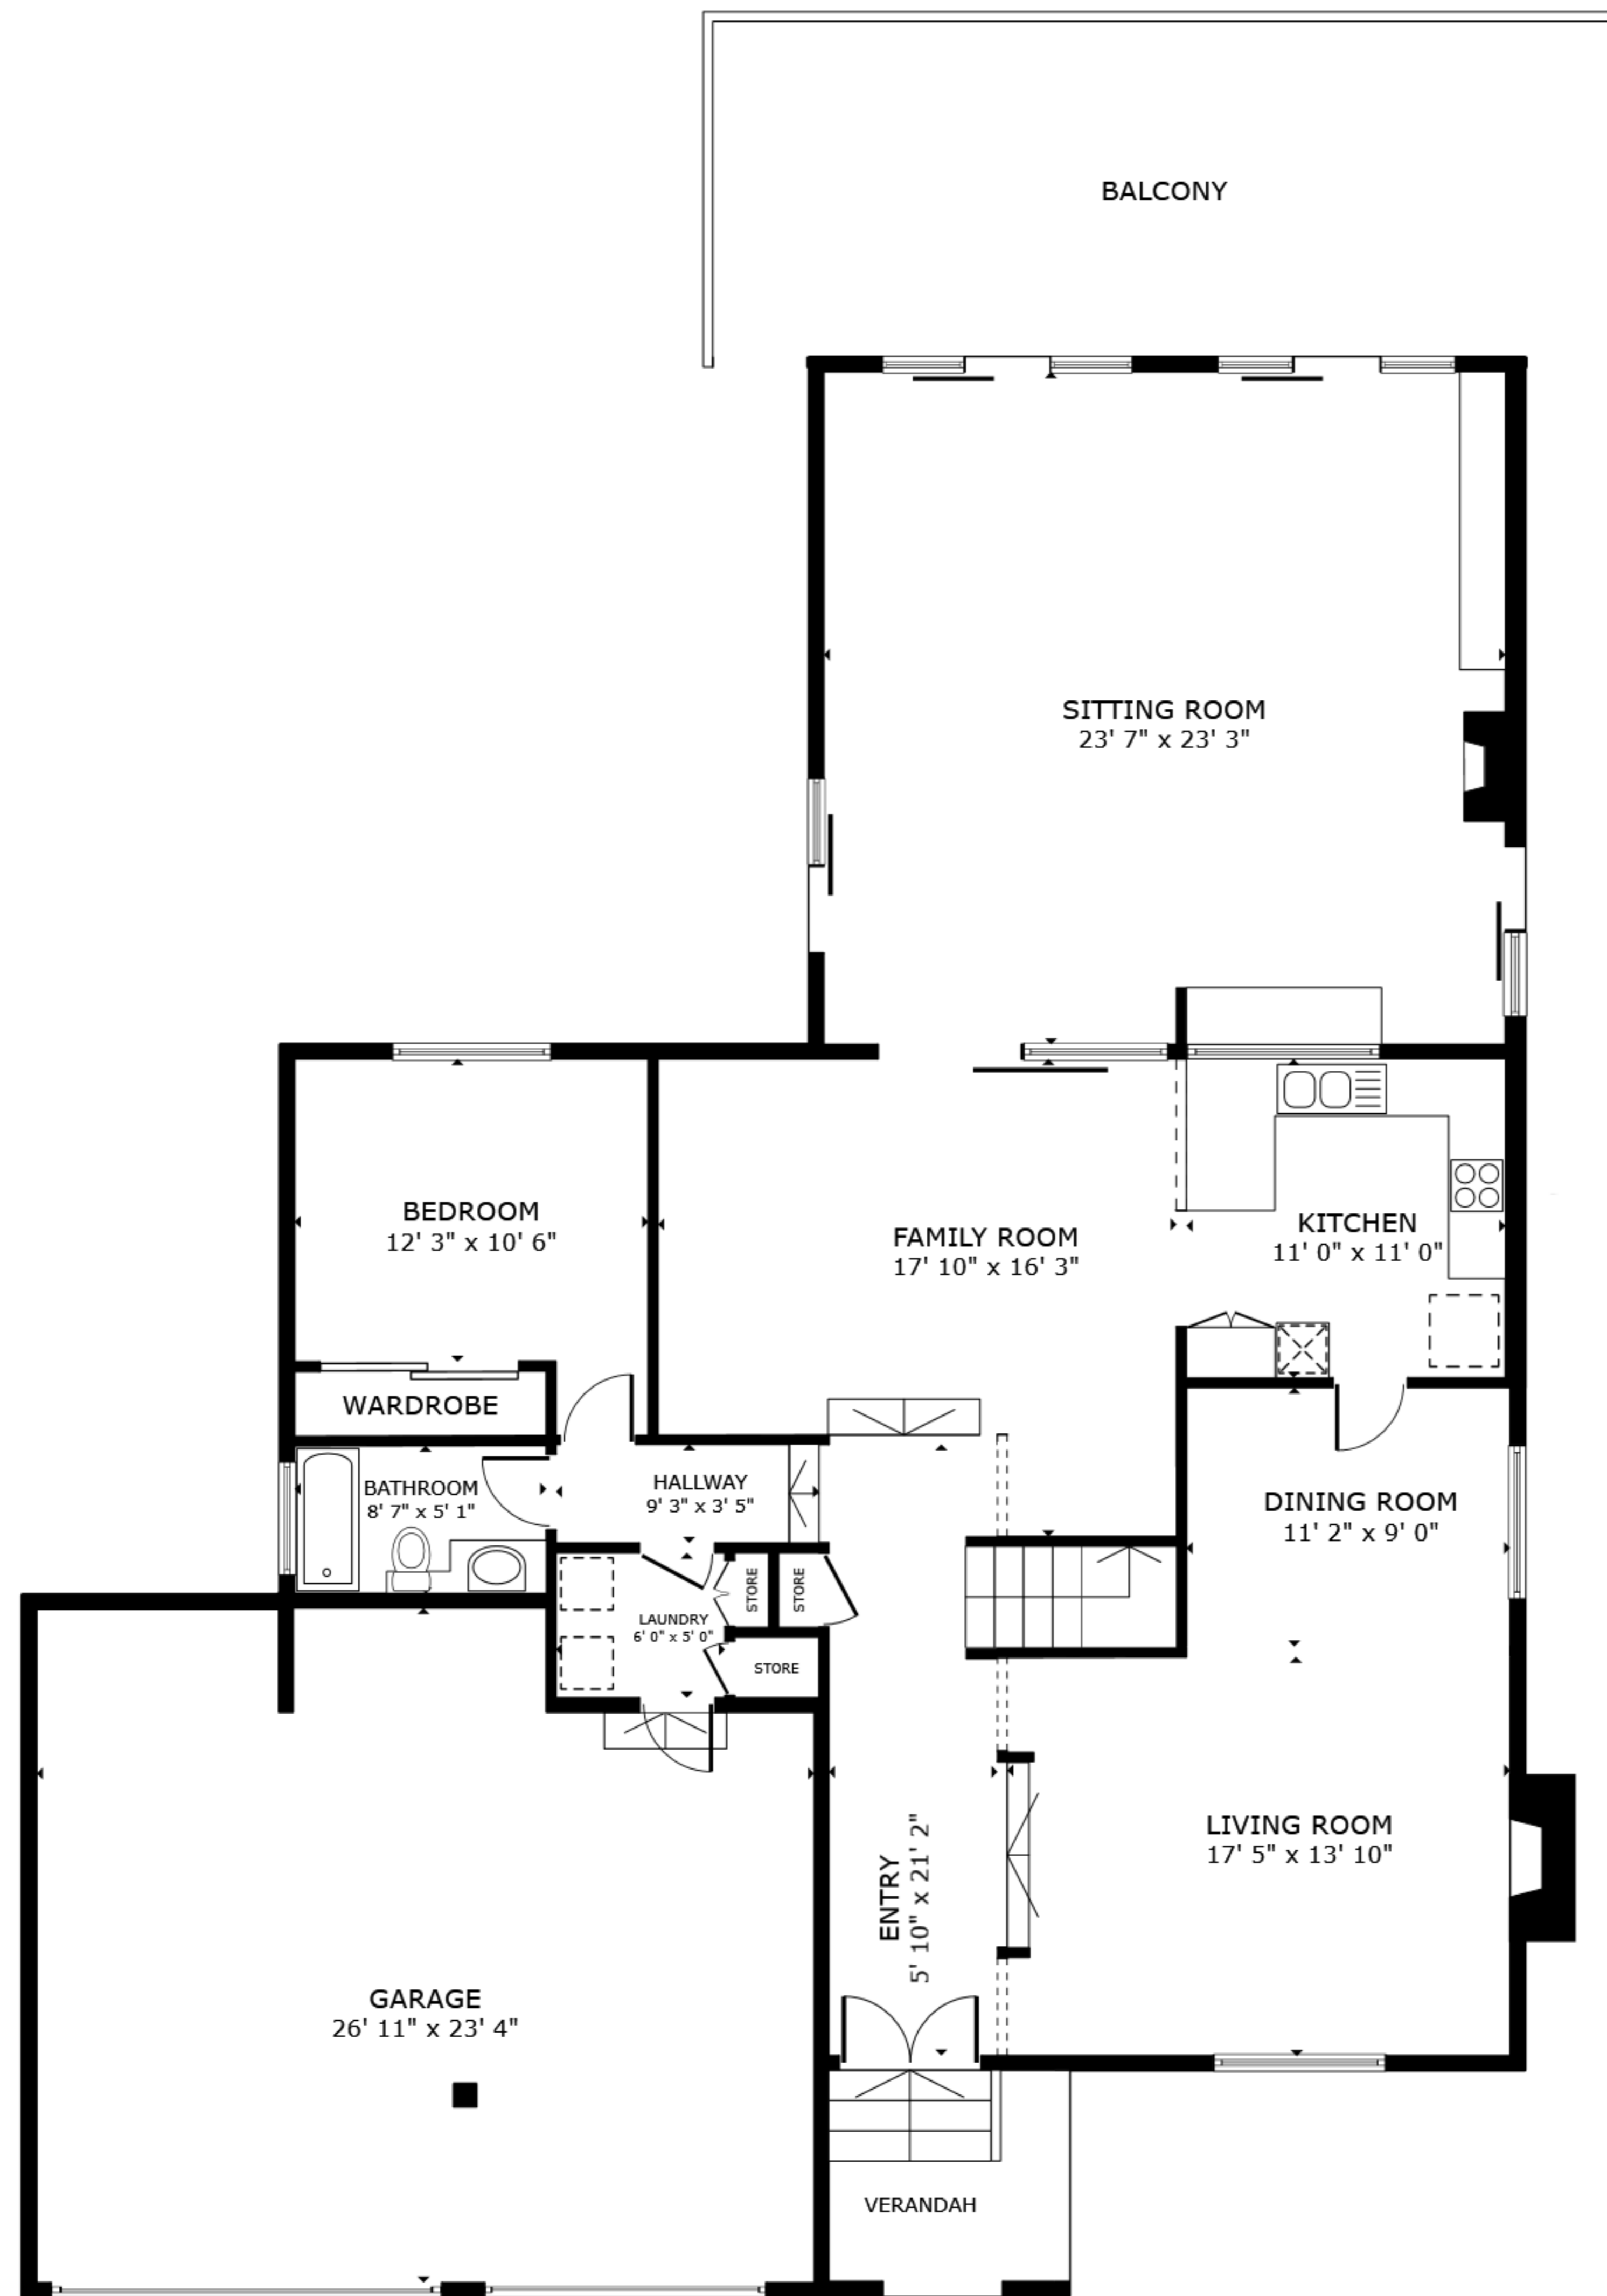 BALCONY
SITTING ROOM
23' 7" x 23' 3"
BEDROOM
12' 3" x 10' 6"
FAMILY ROOM
17' 10" x 16' 3"
KITCHEN
11' 0" x 11' 0"
WARDROBE
BATHROOM
8' 7" x 5' 1"
HALLWAY
9' 3" x 3' 5"
DINING ROOM
11' 2" x 9' 0"
STORE
STORE
LAUNDRY
6' 0" x 5' 0"
STORE
ENTRY
5' 10" x 21' 2"
LIVING ROOM
17' 5" x 13' 10"
GARAGE
26' 11" x 23' 4"
VERANDAH